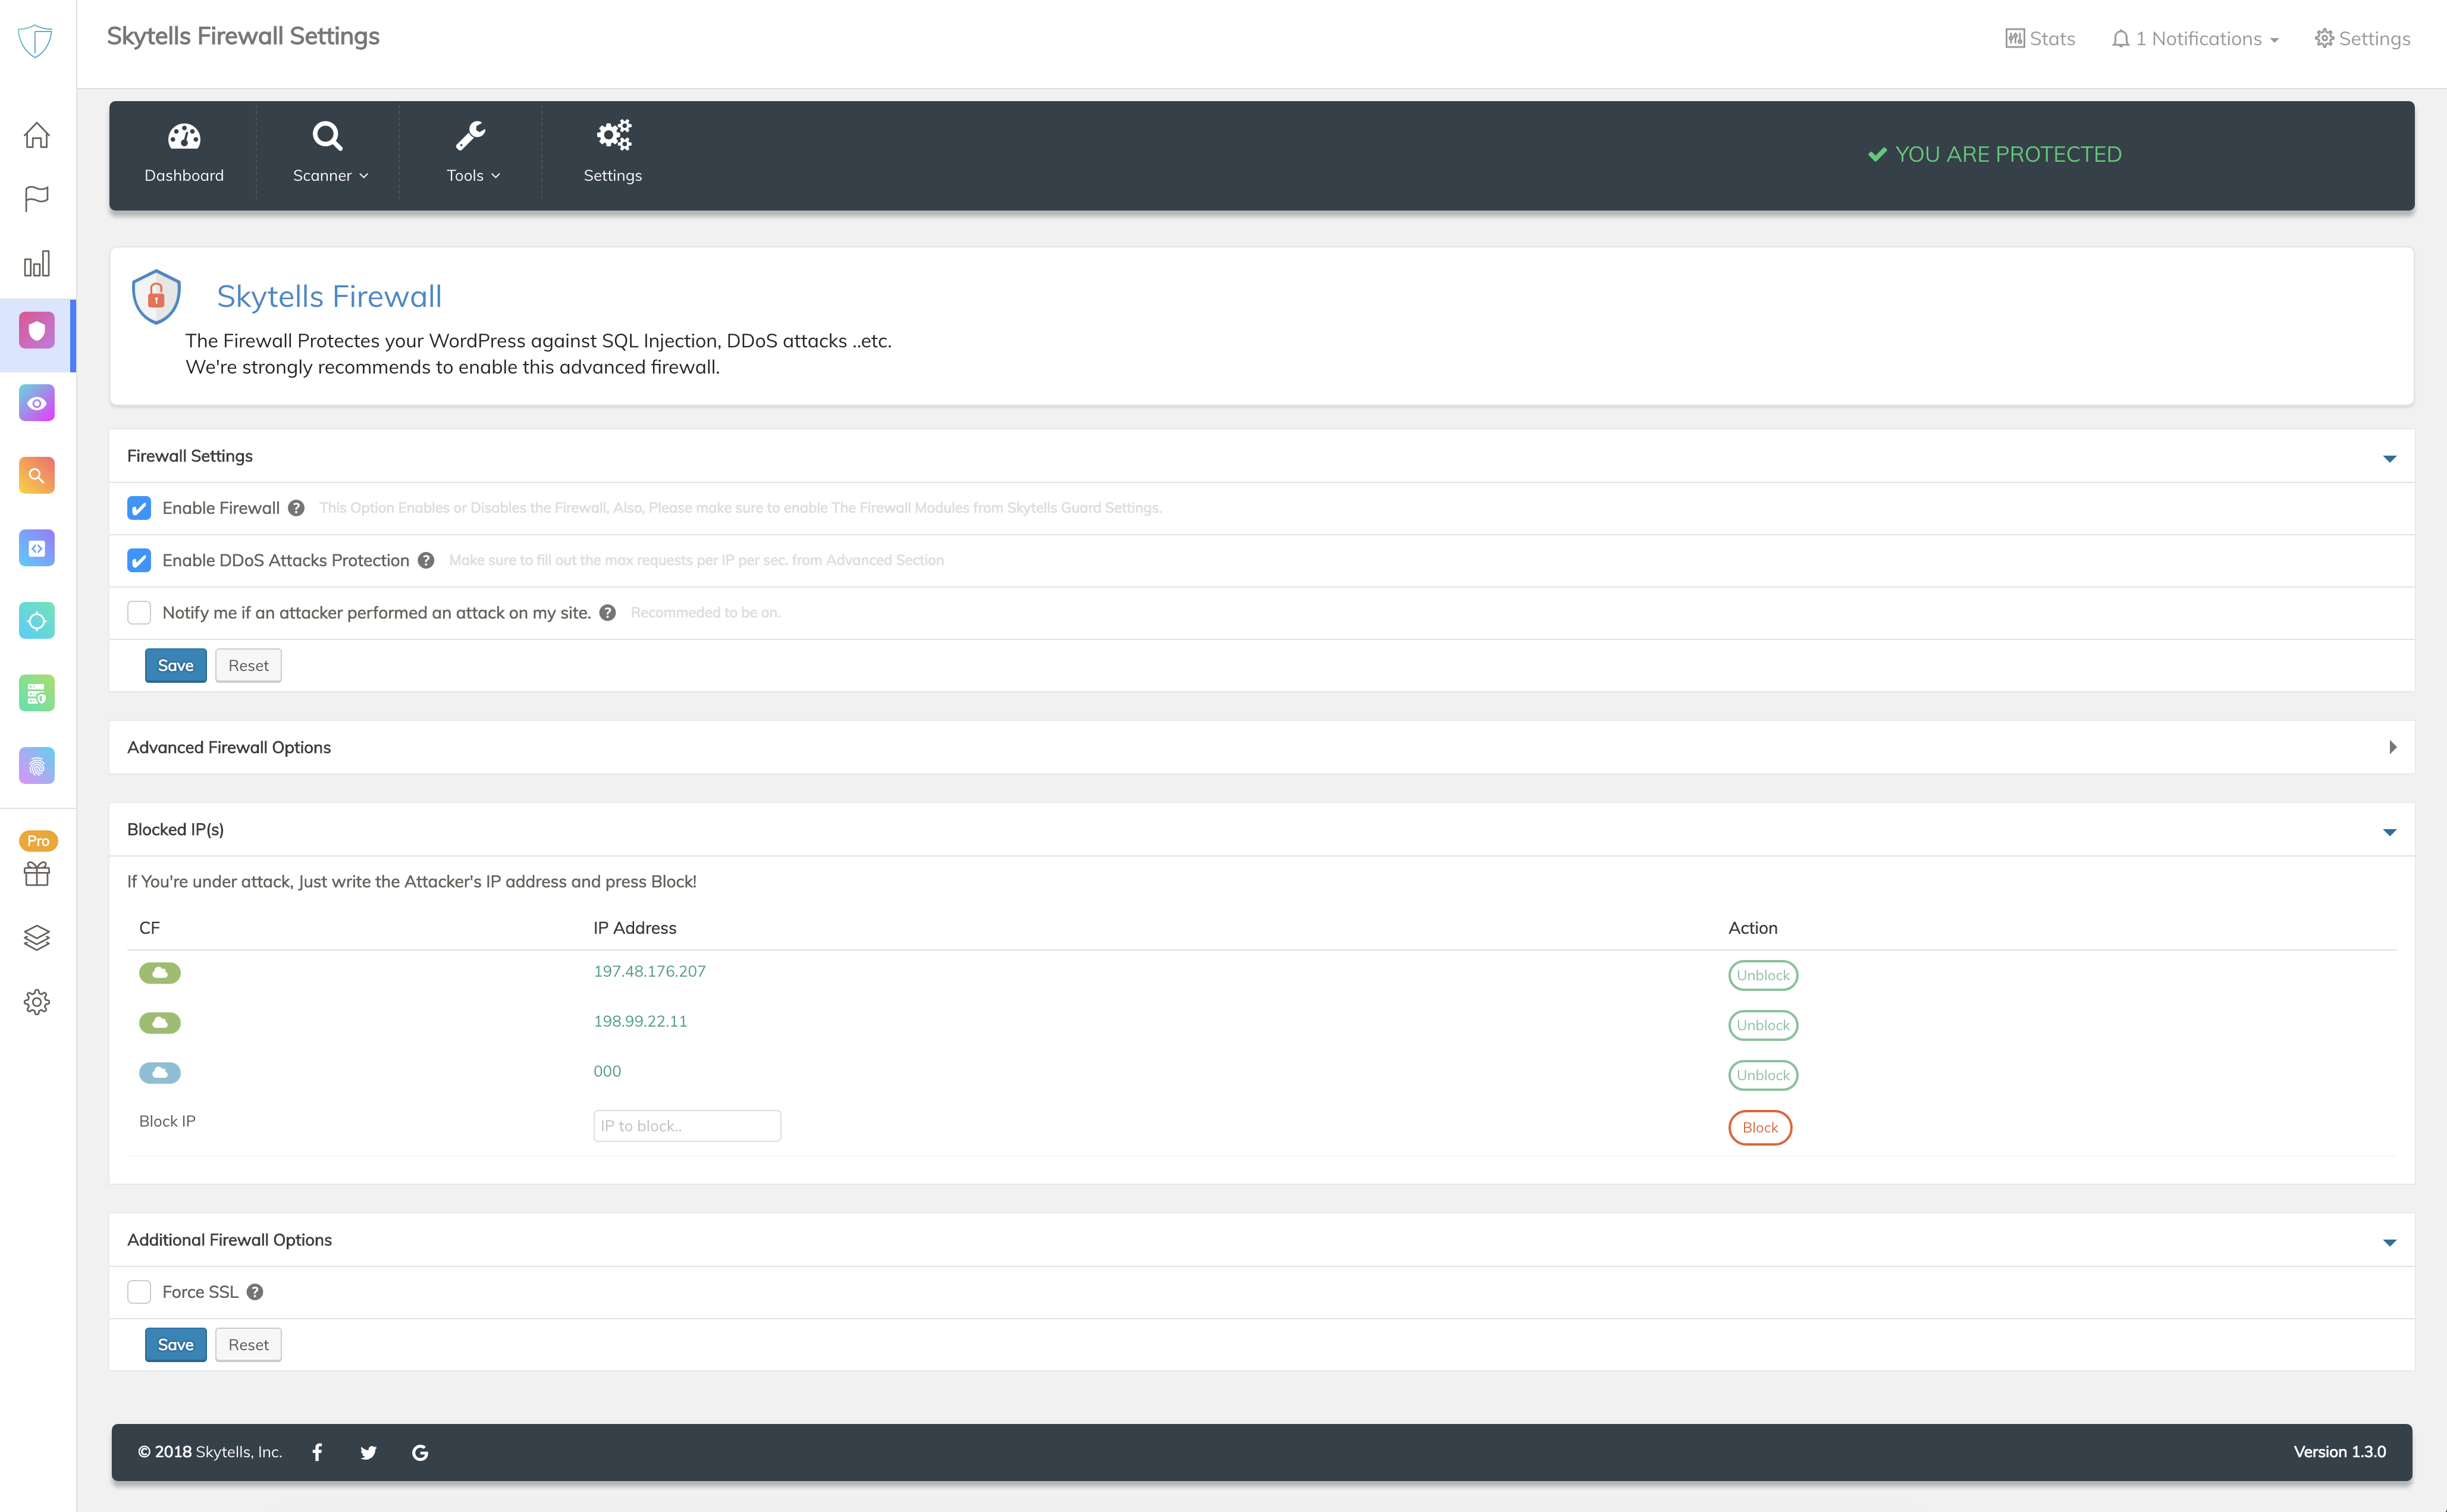 Skytells Firewall Settings
Stats
1 Notifications
Settings
Dashboard
Scanner
Tools
Settings
YOU ARE PROTECTED
Skytells Firewall
The Firewall Protectes your WordPress against SQL Injection, DDoS attacks ..etc.
We're strongly recommends to enable this advanced firewall.
Firewall Settings
Enable Firewall ? This Option Enables or Disables the Firewall, Also, Please make sure to enable The Firewall Modules from Skytells Guard Settings.
Enable DDoS Attacks Protection ? Make sure to fill out the max requests per IP per sec. from Advanced Section
Notify me if an attacker performed an attack on my site. ? Recommeded to be on.
Save Reset
Advanced Firewall Options
Blocked IP(s)
Pro
If You're under attack, Just write the Attacker's IP address and press Block!
CF IP Address Action
197.48.176.207 Unblock
198.99.22.11 Unblock
000 Unblock
Block IP IP to block.. Block
Additional Firewall Options
Force SSL ?
Save Reset
© 2018 Skytells, Inc.
Version 1.3.0